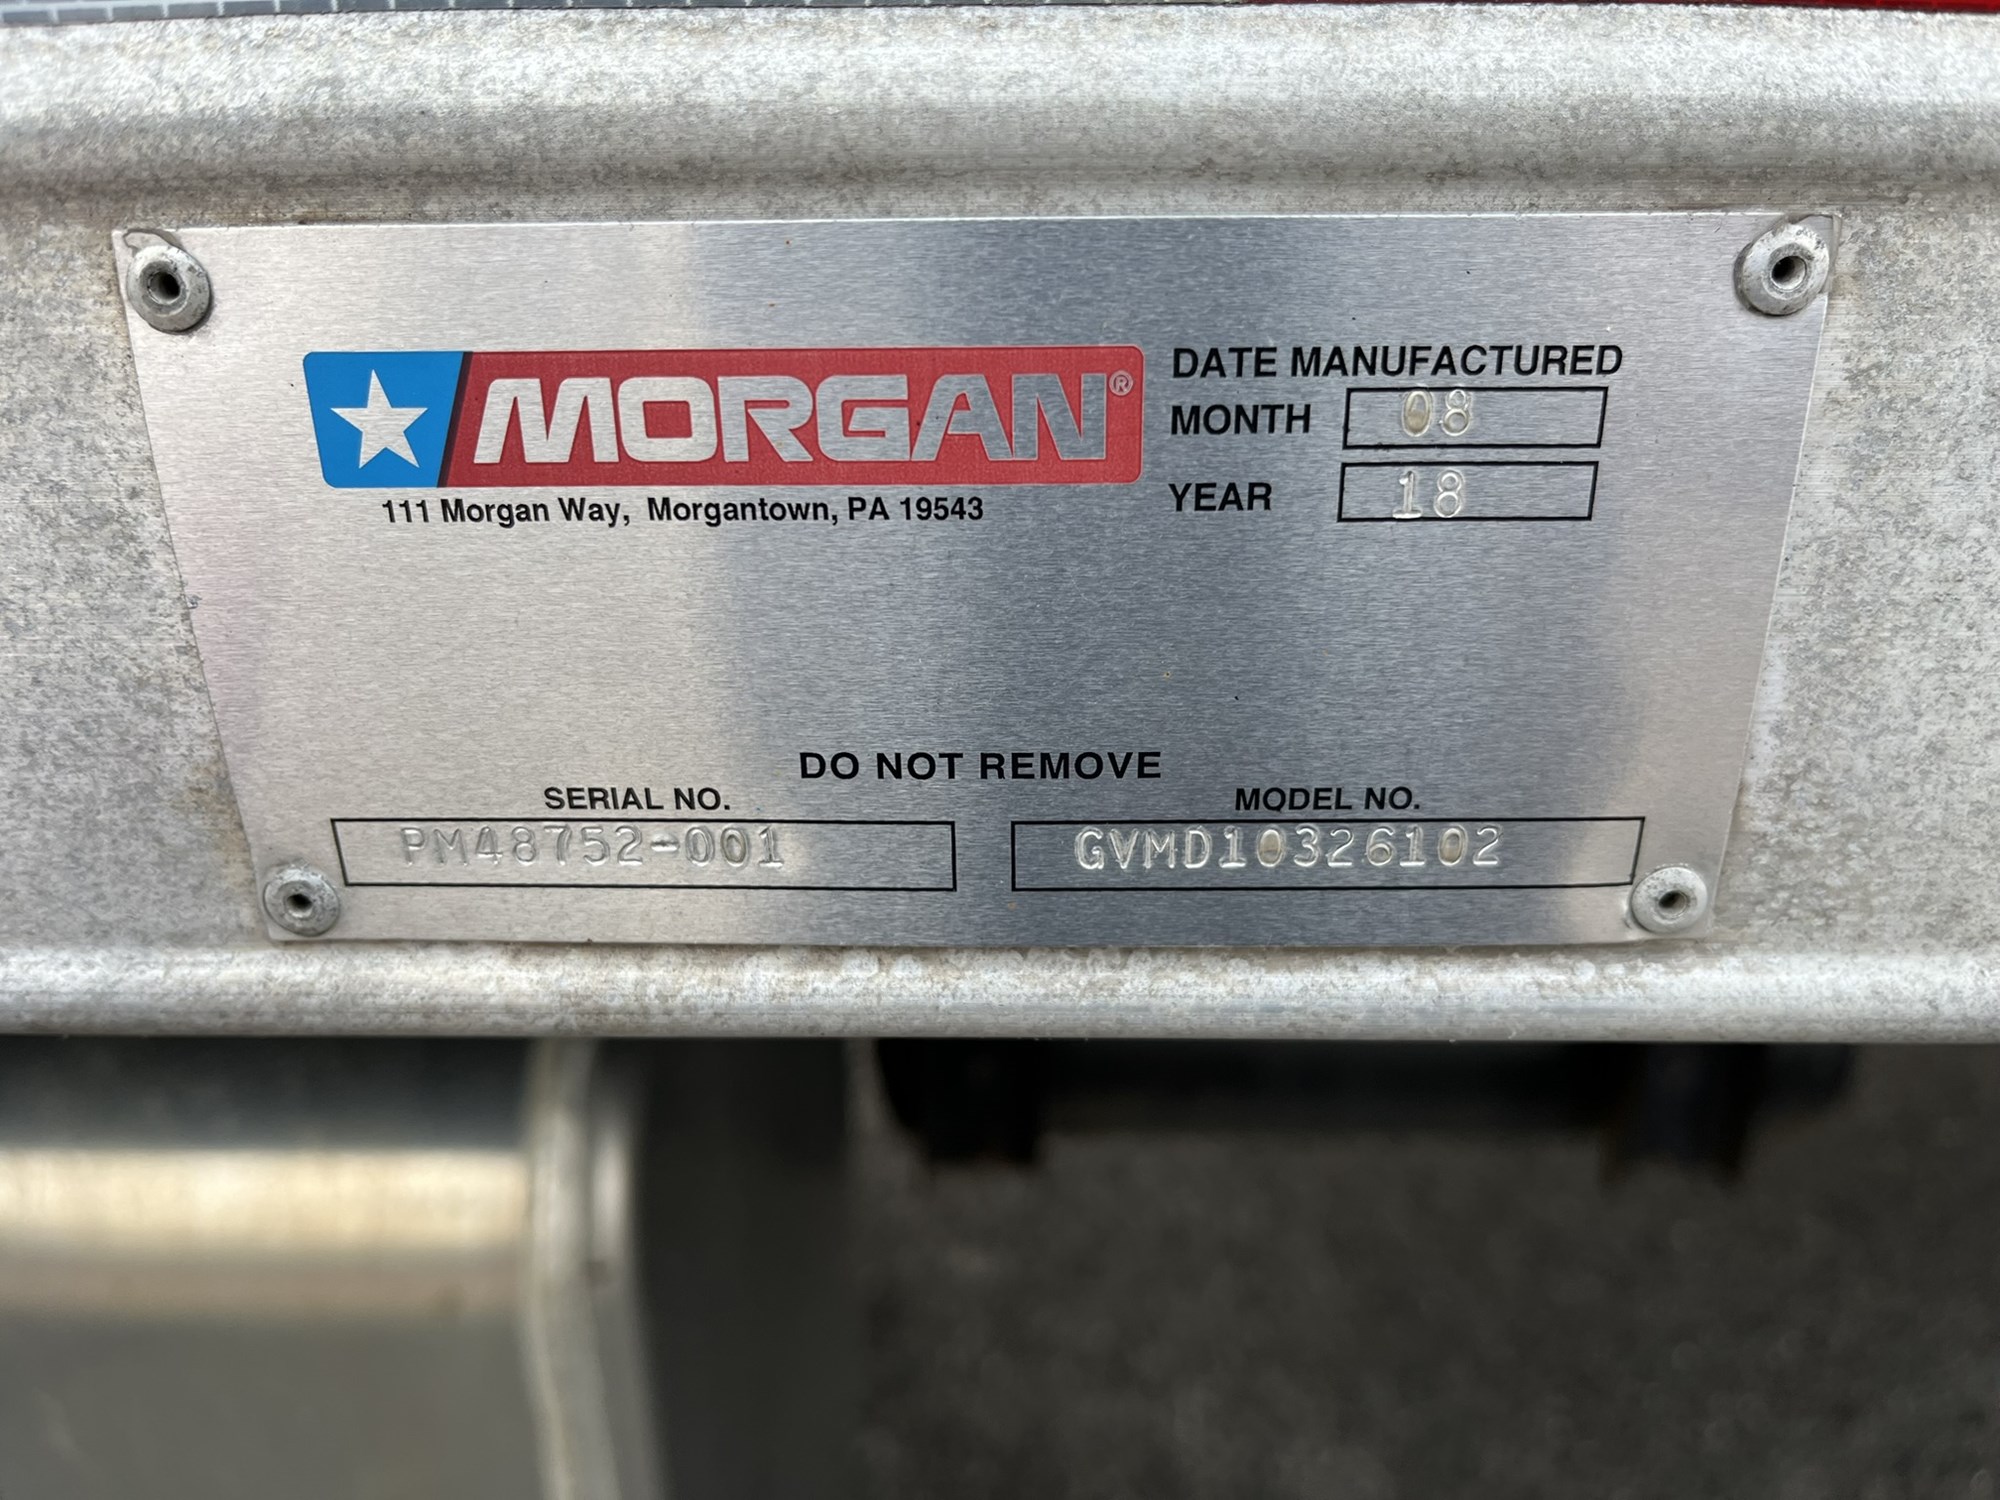 MORGAN®
111 Morgan Way, Morgantown, PA 19543
DATE MANUFACTURED
MONTH 08
YEAR 18
DO NOT REMOVE
SERIAL NO.
PM48752-001
MODEL NO.
GVMD10326102